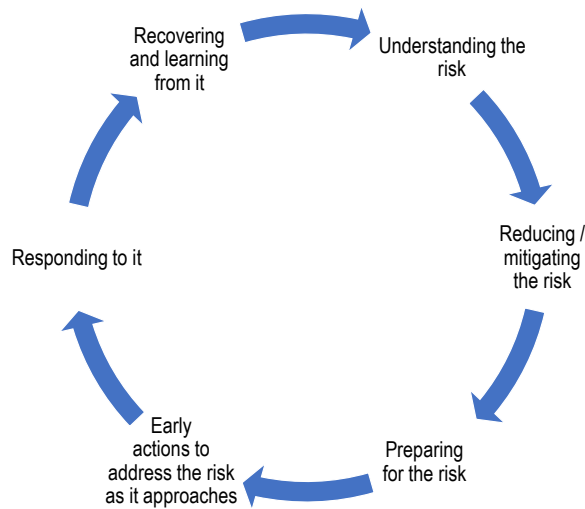 Recovering
and learning
from it
Understanding the
risk
Reducing /
mitigating
the risk
Preparing
for the risk
Early
actions to
address the risk
as it approaches
Responding to it